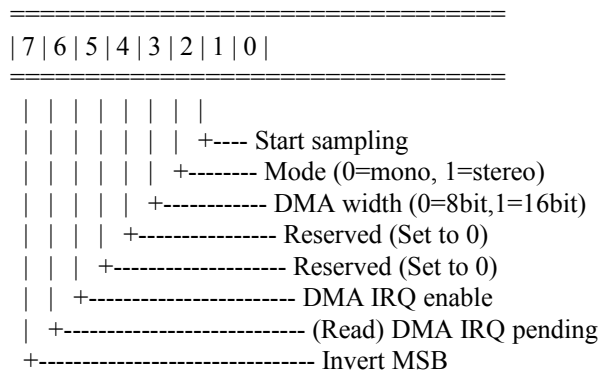 =================================
| 7 | 6 | 5 | 4 | 3 | 2 | 1 | 0 |
=================================
| | | | | | | |
| | | | | | | +---- Start sampling
| | | | | | +-------- Mode (0=mono, 1=stereo)
| | | | | +------------ DMA width (0=8bit,1=16bit)
| | | | +---------------- Reserved (Set to 0)
| | | +-------------------- Reserved (Set to 0)
| | +------------------------ DMA IRQ enable
| +---------------------------- (Read) DMA IRQ pending
+-------------------------------- Invert MSB